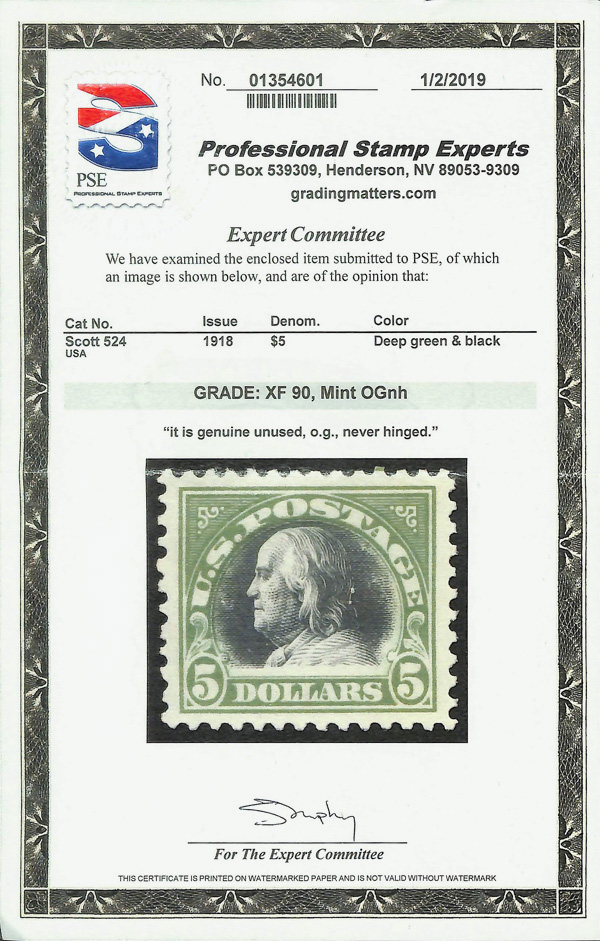 No. 01354601 1/2/2019
PSE
PROFESSIONAL STAMP EXPERTS
Professional Stamp Experts
PO Box 539309, Henderson, NV 89053-9309
gradingmatters.com
Expert Committee
We have examined the enclosed item submitted to PSE, of which
an image is shown below, and are of the opinion that:
Cat No. Issue Denom. Color
Scott 524 1918 $5 Deep green & black
USA
GRADE: XF 90, Mint OGnh
“it is genuine unused, o.g., never hinged.”
U.S. POSTAGE
5 DOLLARS 5
For The Expert Committee
THIS CERTIFICATE IS PRINTED ON WATERMARKED PAPER AND IS NOT VALID WITHOUT WATERMARK